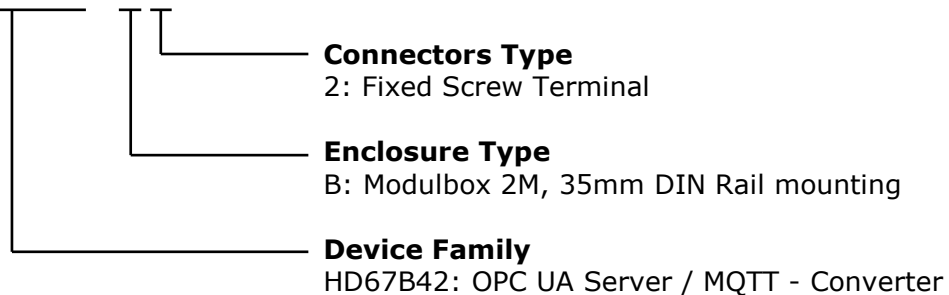 Connectors Type
2: Fixed Screw Terminal
Enclosure Type
B: Modulbox 2M, 35mm DIN Rail mounting
Device Family
HD67B42: OPC UA Server / MQTT - Converter